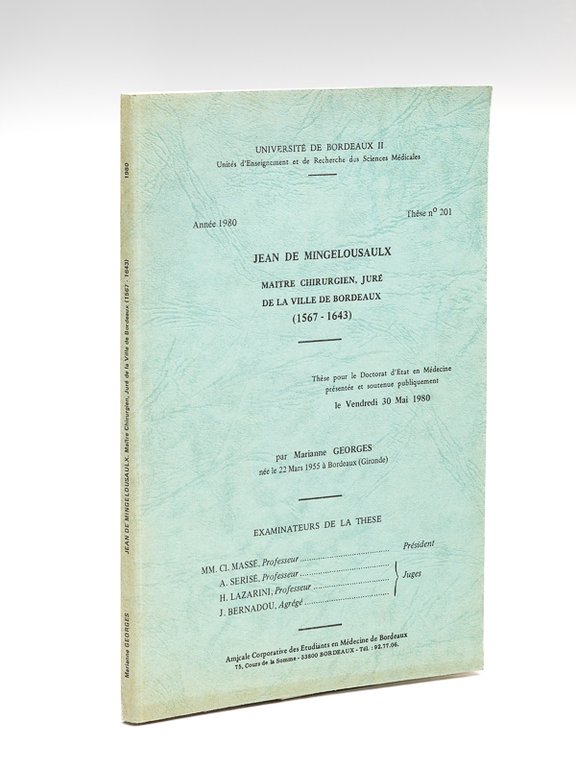 UNIVERSITÉ DE BORDEAUX II
Unités d'Enseignement et de Recherche des Sciences Médicales
Année 1980
Thèse nº 201
JEAN DE MINGELOUSAULX
MAITRE CHIRURGIEN, JURÉ
DE LA VILLE DE BORDEAUX
(1567 - 1643)
Thèse pour le Doctorat d'État en Médecine
présentée et soutenue publiquement
le Vendredi 30 Mai 1980
par Marianne GEORGES
née le 22 Mars 1955 à Bordeaux (Gironde)
EXAMINATEURS DE LA THESE
MM. Cl. MASSÉ, Professeur ........................ Président
A. SERISÉ, Professeur ........................
H. LAZARINI, Professeur ........................ Juges
J. BERNADOU, Agrégé ........................
Amicale Corporative des Etudiants en Médecine de Bordeaux
75, Cours de la Somme - 33800 BORDEAUX - Tél. : 92.77.06.
Marianne GEORGES JEAN DE MINGELOUSAULX, Maître Chirurgien, Juré de la Ville de Bordeaux (1567 - 1643) 1980